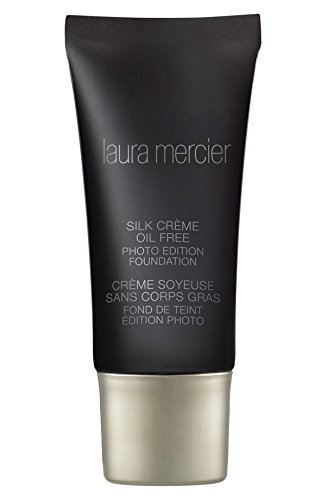 laura mercier
SILK CRÈME
OIL FREE
PHOTO EDITION
FOUNDATION
CRÈME SOYEUSE
SANS CORPS GRAS
FOND DE TEINT
ÉDITION PHOTO